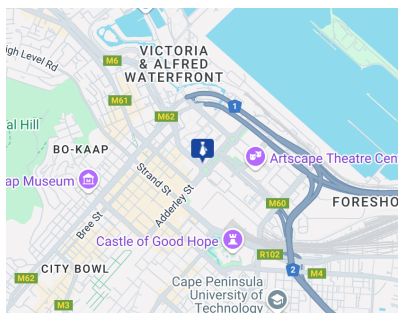 VICTORIA
& ALFRED
WATERFRONT
High Level Rd
M6
M61
M62
1
BO-KAAP
Artscape Theatre Cen
Strand St
Adderley St
Bree St
M60
FORESHO
Castle of Good Hope
R102
M4
2
CITY BOWL
M62
M3
Cape Peninsula
University of
Technology
al Hill
ap Museum